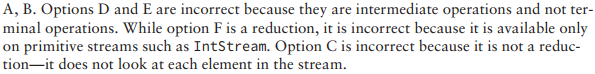 A, B. Options D and E are incorrect because they are intermediate operations and not ter-
minal operations. While option F is a reduction, it is incorrect because it is available only
on primitive streams such as IntStream. Option C is incorrect because it is not a reduc-
tion—it does not look at each element in the stream.